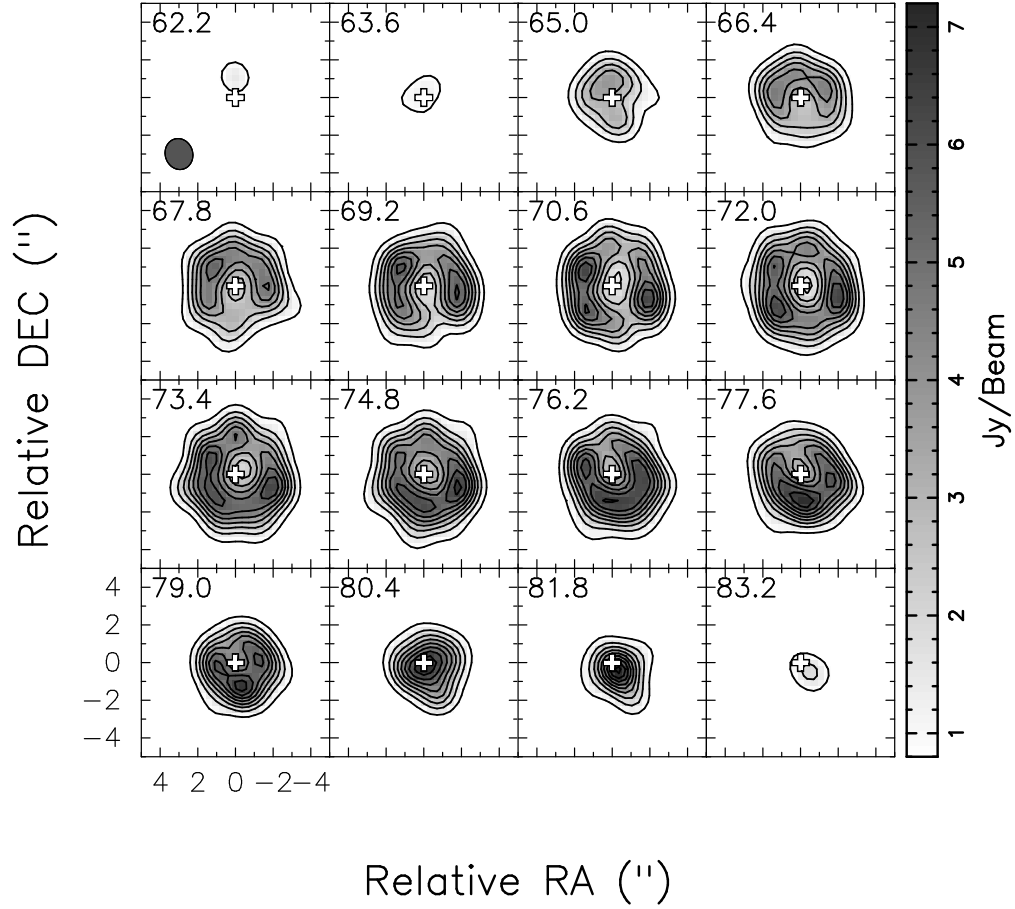 62.2 63.6 65.0 66.4
67.8 69.2 70.6 72.0
73.4 74.8 76.2 77.6
79.0 80.4 81.8 83.2
4
2
0
−2
−4
4 2 0 −2 −4
Relative DEC ('')
Relative RA ('')
7
6
5
4
3
2
1
Jy/Beam